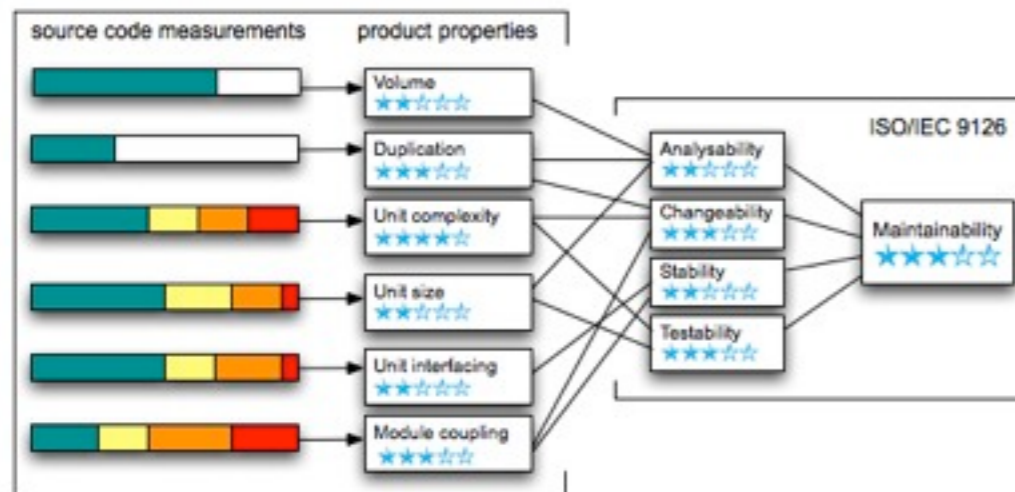 source code measurements
product properties
Volume
Duplication
Unit complexity
Unit size
Unit interfacing
Module coupling
ISO/IEC 9126
Analysability
Changeability
Stability
Testability
Maintainability